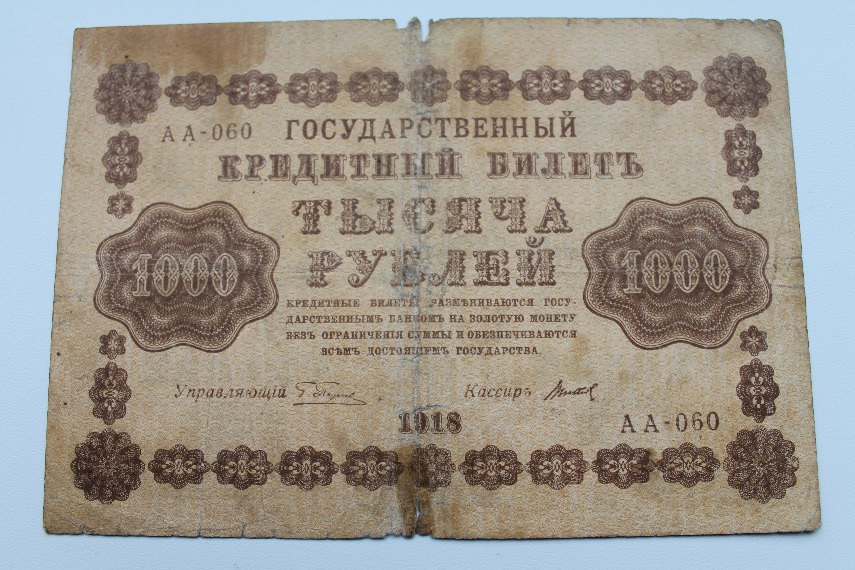 АА-060 ГОСУДАРСТВЕННЫЙ
КРЕДИТНЫЙ БИЛЕТЪ
ТЫСЯЧА
РУБЛЕЙ
1000
1000
КРЕДИТНЫЕ БИЛЕТЫ РАЗМѢНИВАЮТСЯ ГОСУ-
ДАРСТВЕННЫМЪ БАНКОМЪ НА ЗОЛОТУЮ МОНЕТУ
БЕЗЪ ОГРАНИЧЕНІЯ СУММЫ И ОБЕЗПЕЧИВАЮТСЯ
ВСѢМЪ ДОСТОЯНІЕМЪ ГОСУДАРСТВА.
Управляющій
Кассиръ
1918
АА-060